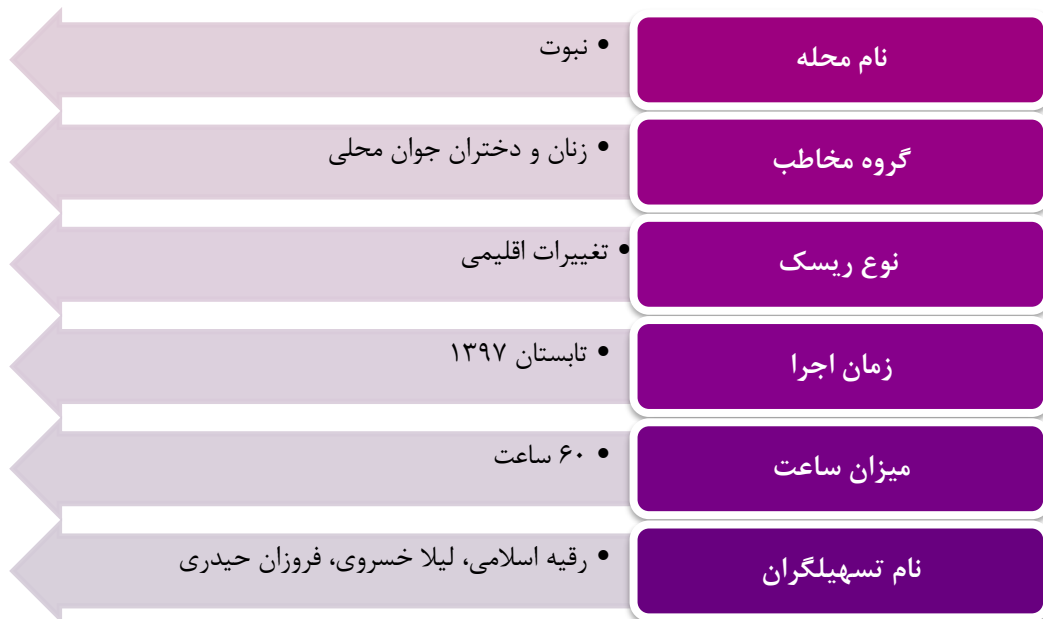 نام محله
• نبوت
گروه مخاطب
• زنان و دختران جوان محلی
نوع ریسک
• تغییرات اقلیمی
زمان اجرا
• تابستان ۱۳۹۷
میزان ساعت
• ۶۰ ساعت
نام تسهیلگران
• رقیه اسلامی، لیلا خسروی، فروزان حیدری